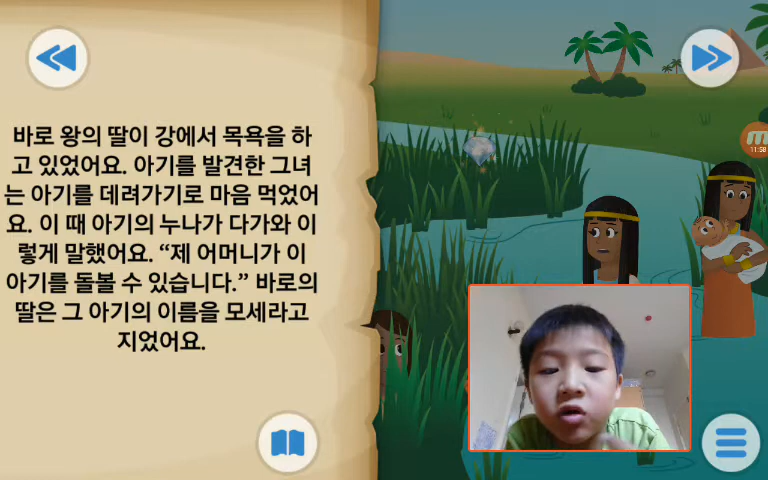 바로 왕의 딸이 강에서 목욕을 하
고 있었어요. 아기를 발견한 그녀
는 아기를 데려가기로 마음 먹었어
요. 이 때 아기의 누나가 다가와 이
렇게 말했어요. “제 어머니가 이
아기를 돌볼 수 있습니다.” 바로의
딸은 그 아기의 이름을 모세라고
지었어요.
11:58